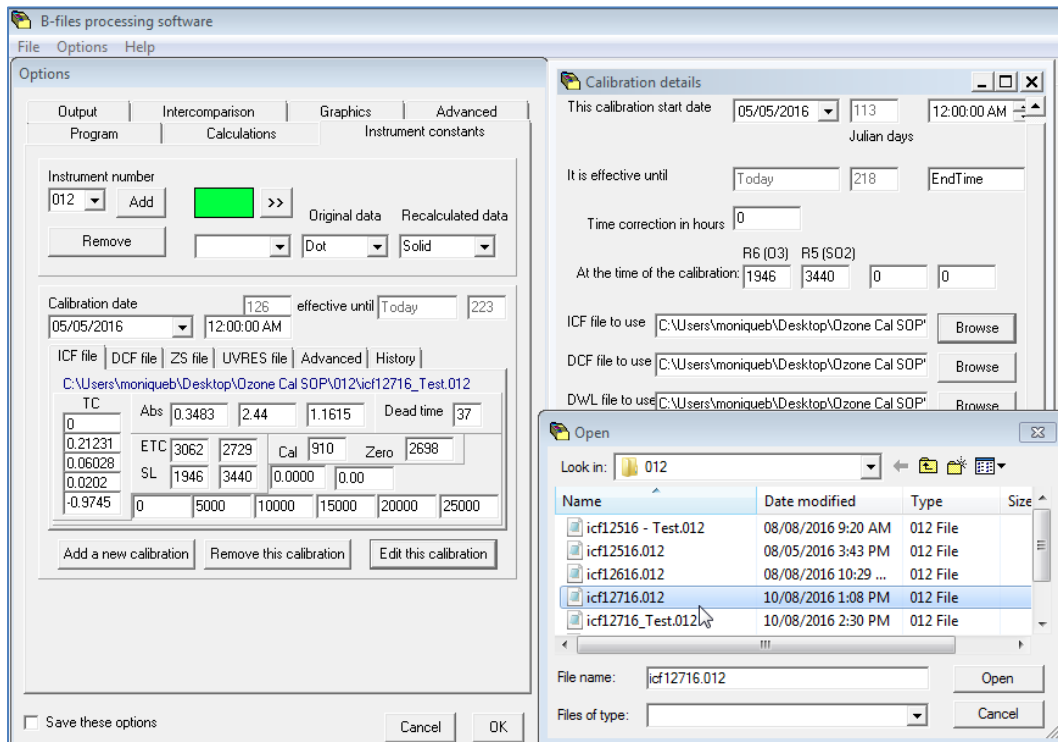 B-files processing software
File Options Help
Options
Output Intercomparison Graphics Advanced
Program Calculations Instrument constants
Instrument number
012 Add >>
Original data Recalculated data
Remove Dot Solid
Calibration date 126 effective until Today 223
05/05/2016 12:00:00 AM
ICF file DCF file ZS file UVRES file Advanced History
C:\Users\moniqueb\Desktop\Ozone Cal SOP\012\icf12716_Test.012
TC
0
0.21231
0.06028
0.0202
-0.9745
Abs 0.3483 2.44 1.1615 Dead time 37
ETC 3062 2729 Cal 910 Zero 2698
SL 1946 3440 0.0000 0.00
0 5000 10000 15000 20000 25000
Add a new calibration Remove this calibration Edit this calibration
Save these options Cancel OK
Calibration details
This calibration start date 05/05/2016 113 12:00:00 AM
Julian days
It is effective until Today 218 EndTime
Time correction in hours 0
R6 (O3) R5 (SO2)
At the time of the calibration: 1946 3440 0 0
ICF file to use C:\Users\moniqueb\Desktop\Ozone Cal SOP' Browse
DCF file to use C:\Users\moniqueb\Desktop\Ozone Cal SOP' Browse
DWL file to use C:\Users\moniqueb\Desktop\Ozone Cal SOP' Browse
Open
Look in: 012
Name Date modified Type Size
icf12516 - Test.012 08/08/2016 9:20 AM 012 File
icf12516.012 08/05/2016 3:43 PM 012 File
icf12616.012 08/08/2016 10:29 ... 012 File
icf12716.012 10/08/2016 1:08 PM 012 File
icf12716_Test.012 10/08/2016 2:30 PM 012 File
File name: icf12716.012 Open
Files of type: Cancel